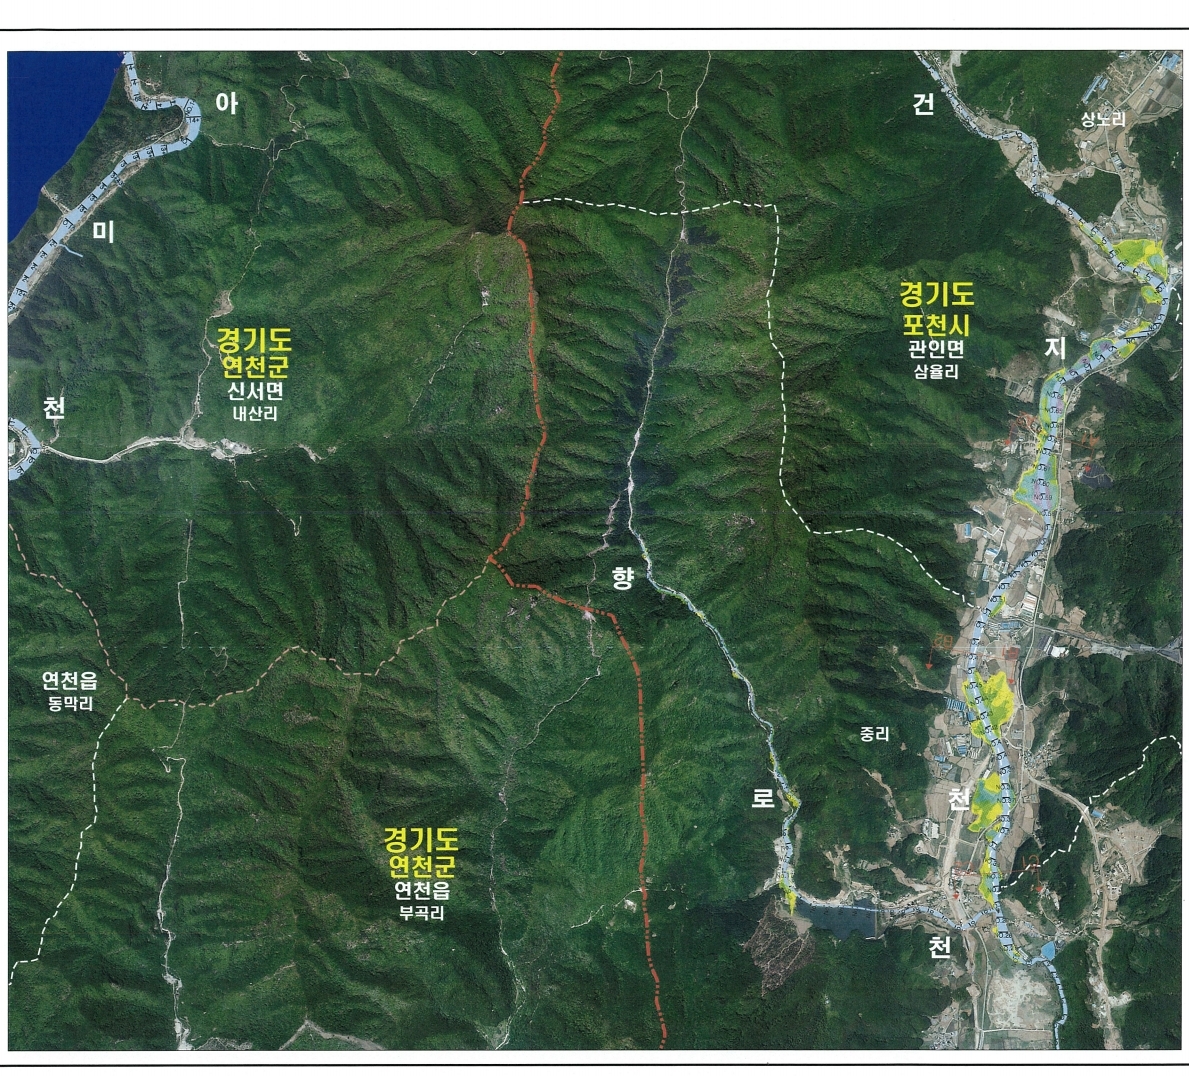 아
건
상노리
미
경기도
포천시
관인면
삼율리
경기도
연천군
신서면
내산리
지
천
향
연천읍
동막리
중리
로
천
경기도
연천군
연천읍
부곡리
천